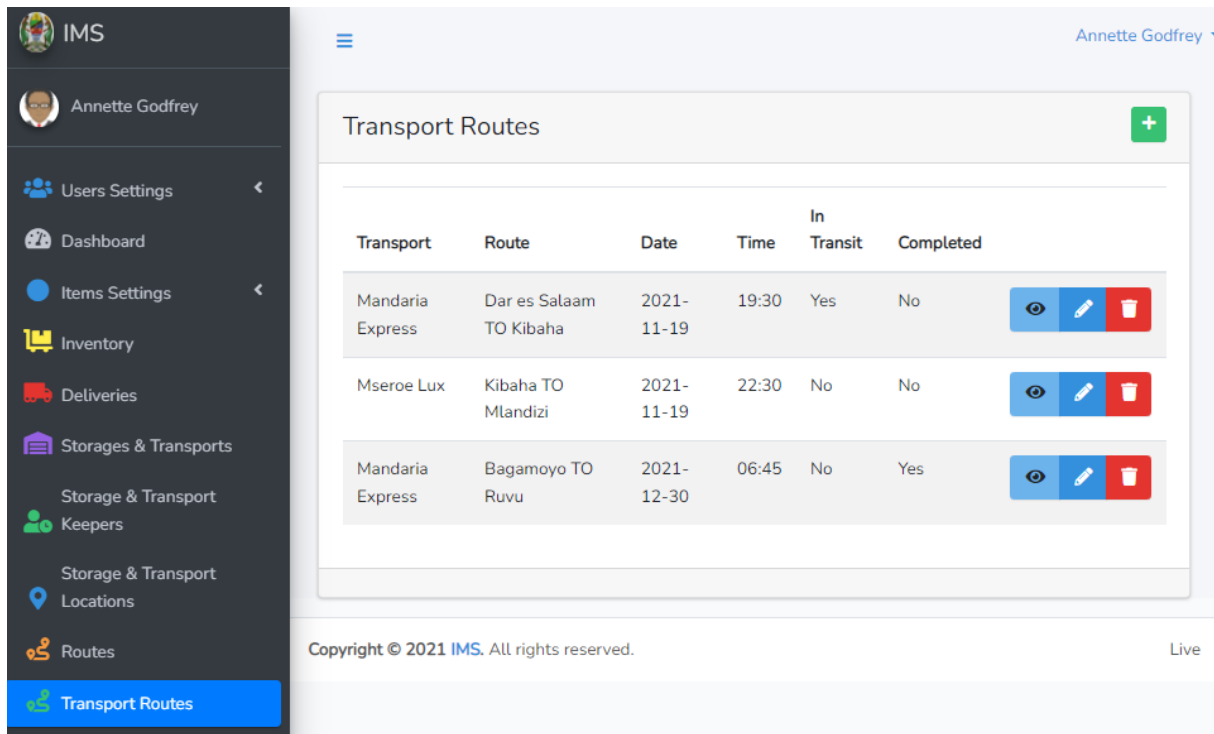 IMS
Annette Godfrey
Annette Godfrey
Users Settings
Dashboard
Items Settings
Inventory
Deliveries
Storages & Transports
Storage & Transport
Keepers
Storage & Transport
Locations
Routes
Transport Routes
Transport Routes
In
Transport Route Date Time Transit Completed
Mandaria Dar es Salaam 2021- 19:30 Yes No
Express TO Kibaha 11-19
Mseroe Lux Kibaha TO 2021- 22:30 No No
Mlandizi 11-19
Mandaria Bagamoyo TO 2021- 06:45 No Yes
Express Ruvu 12-30
Copyright © 2021 IMS. All rights reserved. Live